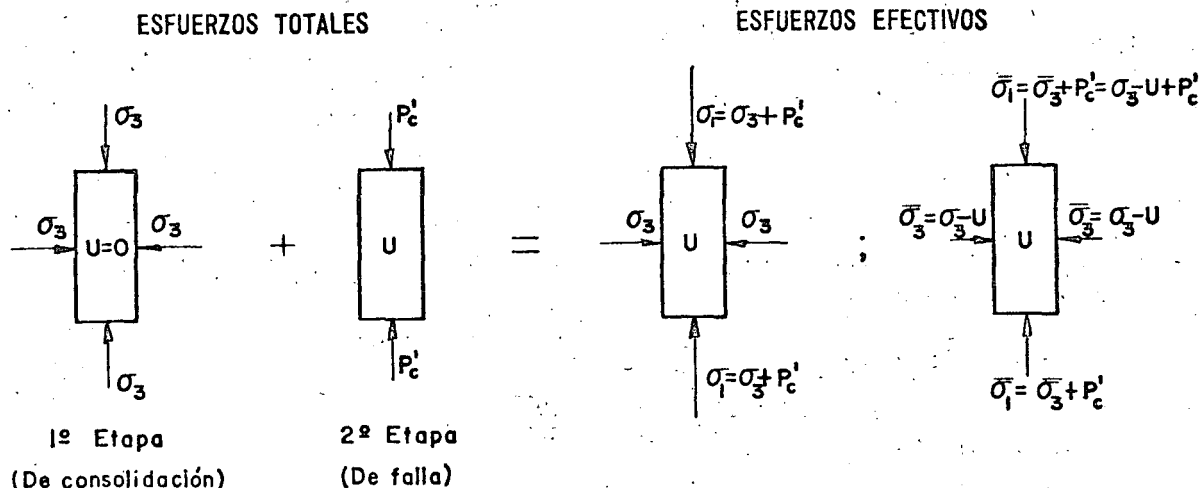 ESFUERZOS TOTALES
ESFUERZOS EFECTIVOS
σ3
σ3
U=0
σ3
σ3
1º Etapa
(De consolidación)
+
P'c
U
P'c
2º Etapa
(De falla)
=
σ1=σ3+P'c
σ3
U
σ3
σ1=σ3+P'c
;
σ̄1=σ̄3+P'c=σ3-U+P'c
σ̄3=σ3-U
U
σ̄3=σ3-U
σ̄1=σ̄3+P'c